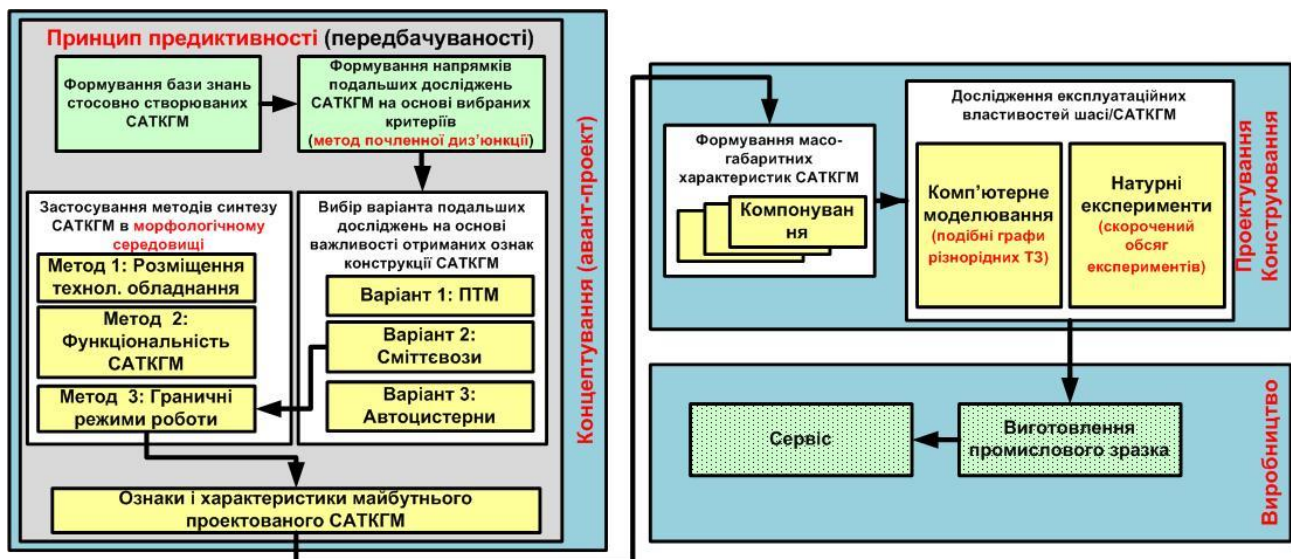 Принцип предиктивності (передбачуваності)
Формування бази знань
стосовно створюваних
САТКГМ
Формування напрямків
подальших досліджень
САТКГМ на основі вибраних
критеріїв
(метод почленної диз'юнкції)
Застосування методів синтезу
САТКГМ в морфологічному
середовищі
Метод 1: Розміщення
технол. обладнання
Метод 2:
Функціональність
САТКГМ
Метод 3: Граничні
режими роботи
Вибір варіанта подальших
досліджень на основі
важливості отриманих ознак
конструкції САТКГМ
Варіант 1: ПТМ
Варіант 2:
Сміттєвози
Варіант 3:
Автоцистерни
Ознаки і характеристики майбутнього
проектованого САТКГМ
Концептування (авант-проект)
Формування масо-
габаритних
характеристик САТКГМ
Компонуван
ня
Дослідження експлуатаційних
властивостей шасі/САТКГМ
Комп'ютерне
моделювання
(подібні графи
різнорідних ТЗ)
Натурні
експерименти
(скорочений
обсяг
експериментів)
Проектування
Конструювання
Сервіс
Виготовлення
промислового зразка
Виробництво